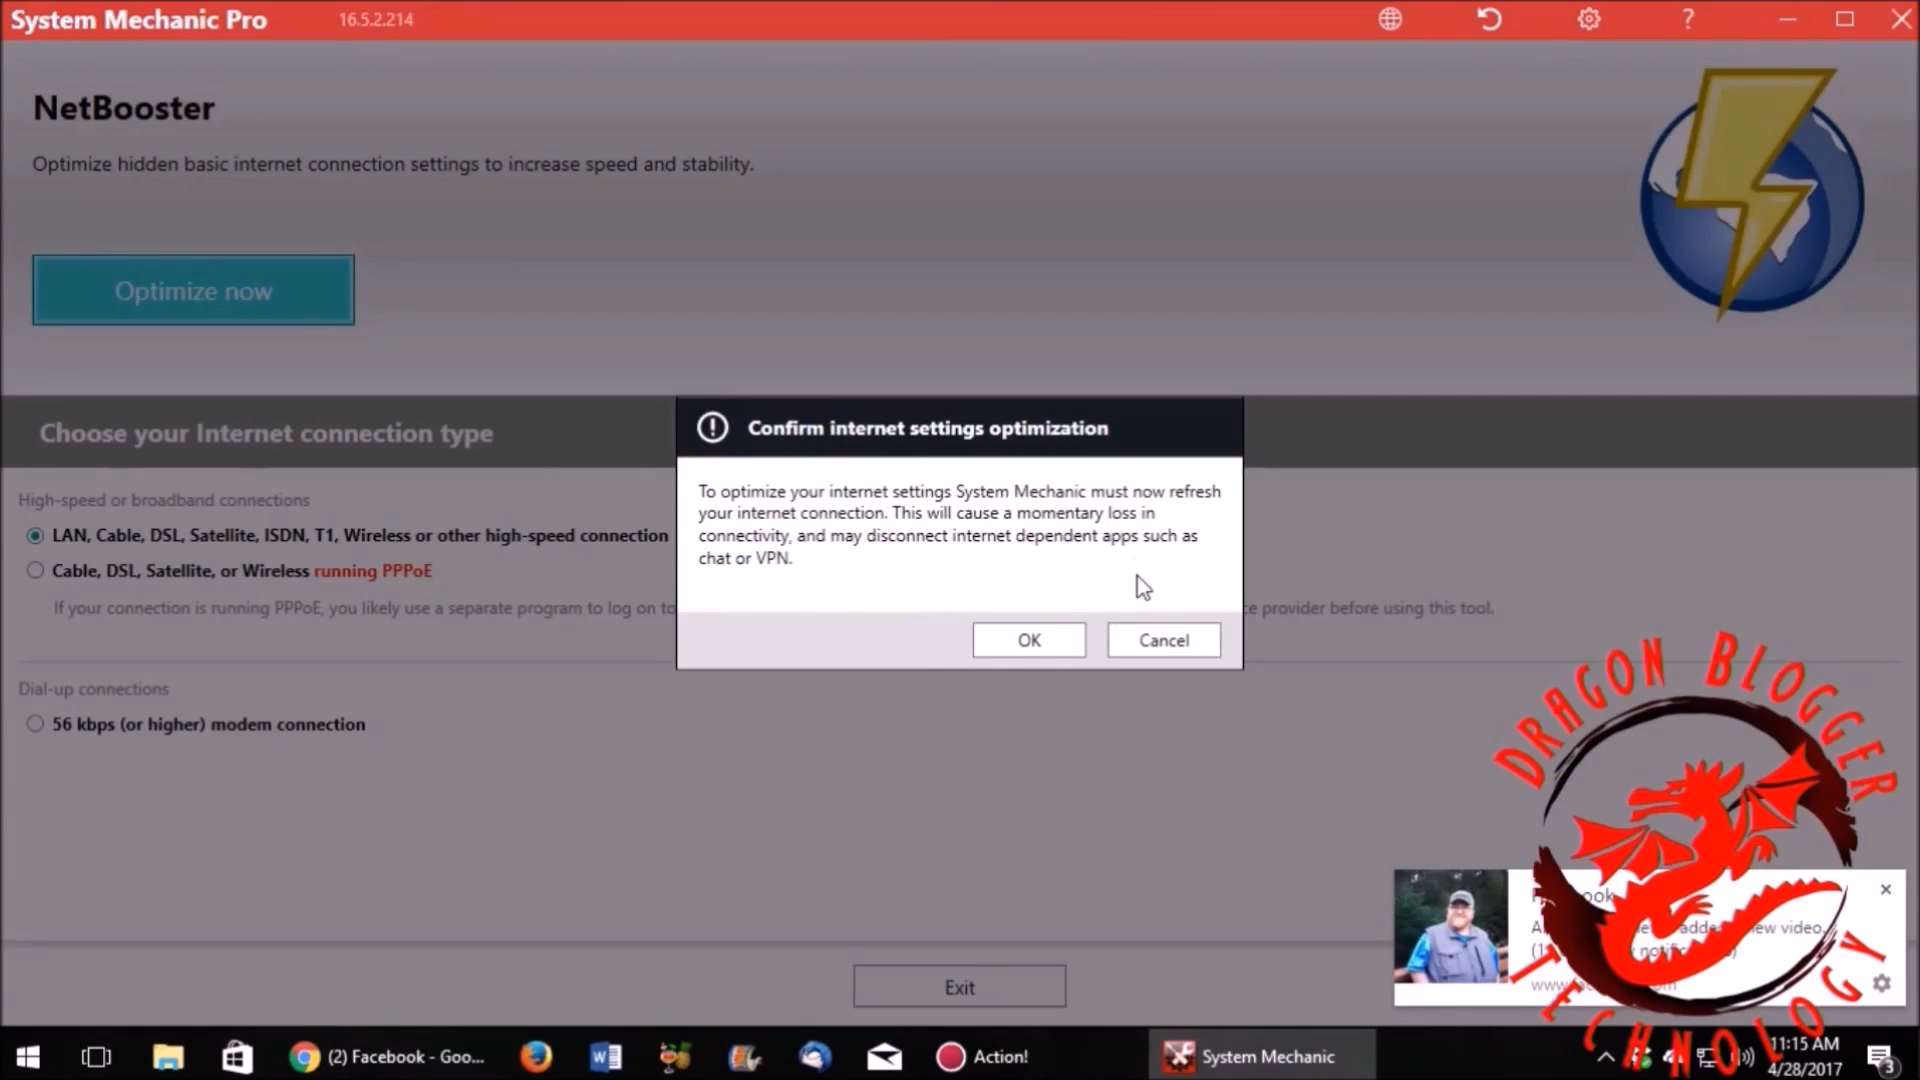 System Mechanic Pro 16.5.2.214 ?
NetBooster
Optimize hidden basic internet connection settings to increase speed and stability.
Optimize now
Choose your Internet connection type
High-speed or broadband connections
LAN, Cable, DSL, Satellite, ISDN, T1, Wireless or other high-speed connection
Cable, DSL, Satellite, or Wireless running PPPoE
If your connection is running PPPoE, you likely use a separate program to log on to
provider before using this tool.
Dial-up connections
56 kbps (or higher) modem connection
Confirm internet settings optimization
To optimize your internet settings System Mechanic must now refresh
your internet connection. This will cause a momentary loss in
connectivity, and may disconnect internet dependent apps such as
chat or VPN.
OK Cancel
Exit
DRAGON BLOGGER
TECHNOLOGY
video.
(2) Facebook - Goo... Action! System Mechanic
11:15 AM
4/28/2017
3